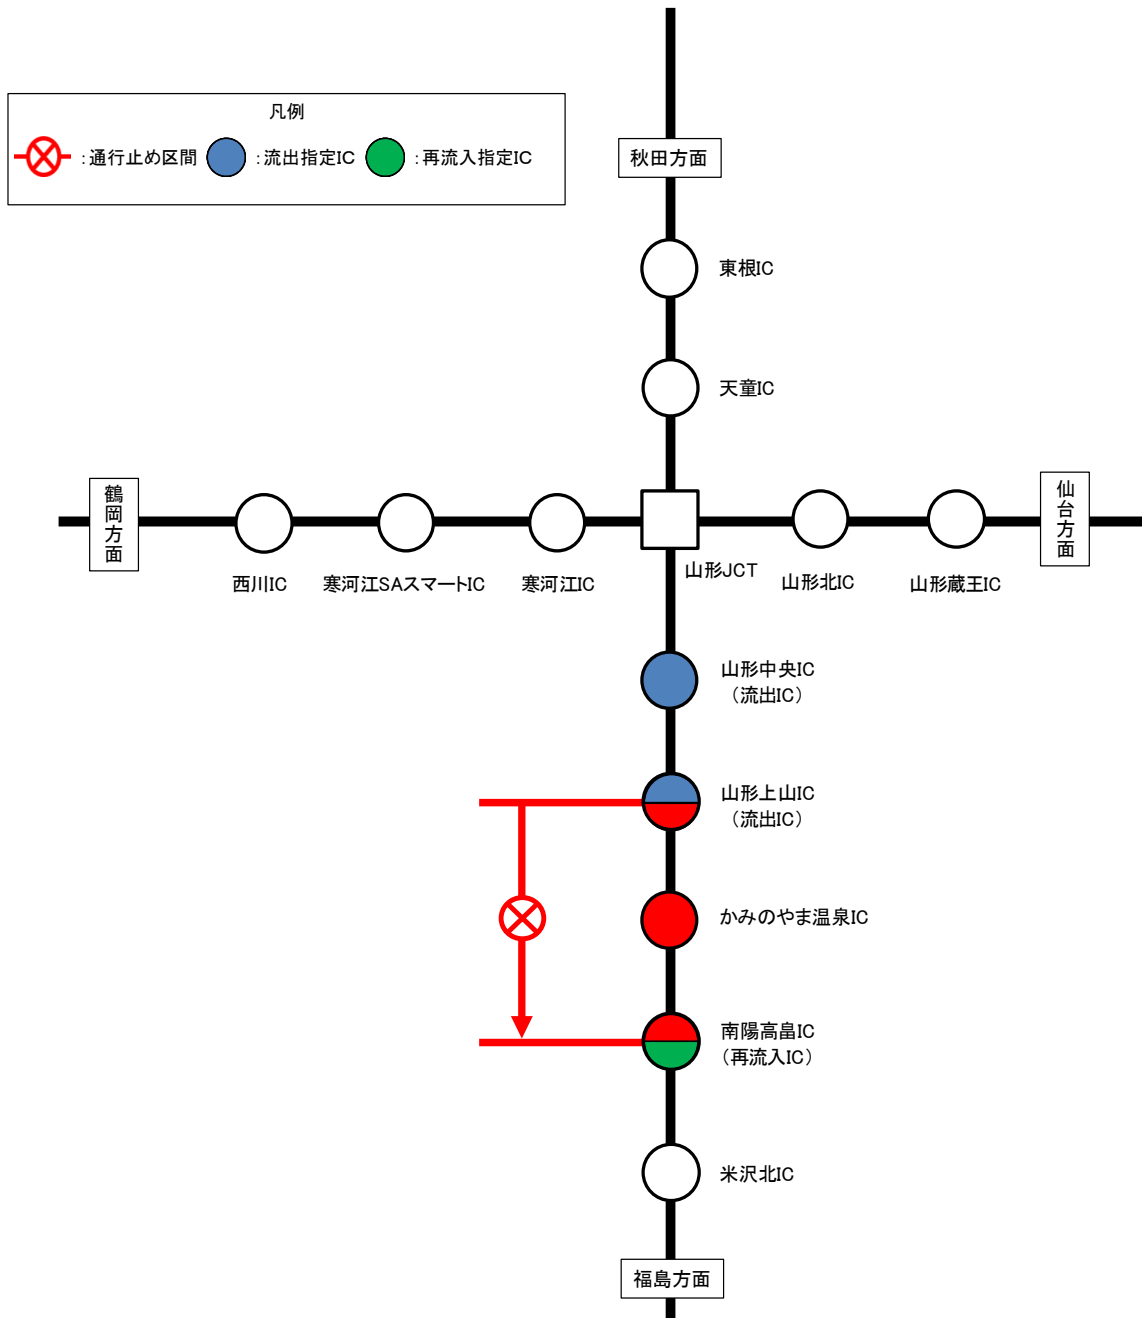 凡例
:通行止め区間 :流出指定IC :再流入指定IC
秋田方面
東根IC
天童IC
鶴岡方面
仙台方面
西川IC
寒河江SAスマートIC
寒河江IC
山形JCT
山形北IC
山形蔵王IC
山形中央IC
（流出IC）
山形上山IC
（流出IC）
かみのやま温泉IC
南陽高畠IC
（再流入IC）
米沢北IC
福島方面